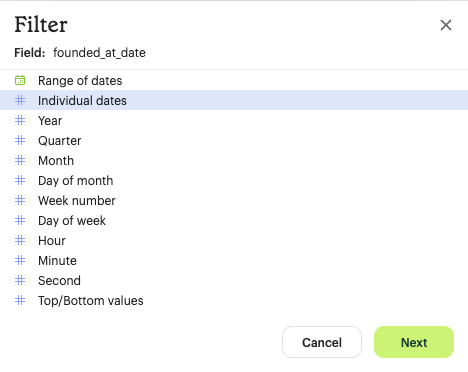 Filter
Field: founded_at_date
Range of dates
Individual dates
Year
Quarter
Month
Day of month
Week number
Day of week
Hour
Minute
Second
Top/Bottom values
Cancel Next